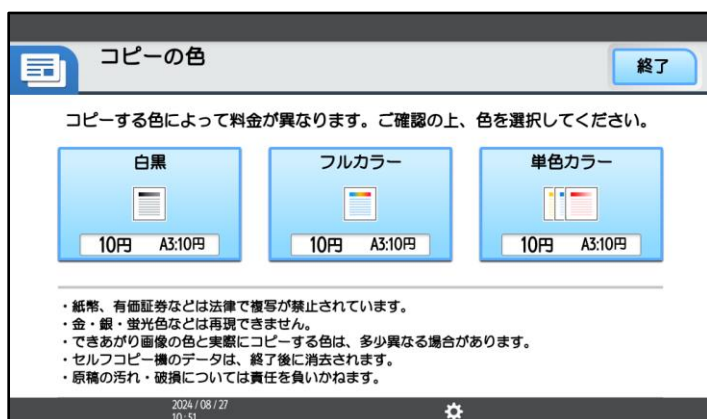 コピーの色
終了
コピーする色によって料金が異なります。ご確認の上、色を選択してください。
白黒
10円 A3:10円
フルカラー
10円 A3:10円
単色カラー
10円 A3:10円
・紙幣、有価証券などは法律で複写が禁止されています。
・金・銀・蛍光色などは再現できません。
・できあがり画像の色と実際にコピーする色は、多少異なる場合があります。
・セルフコピー機のデータは、終了後に消去されます。
・原稿の汚れ・破損については責任を負いかねます。
2024/08/27
10:51